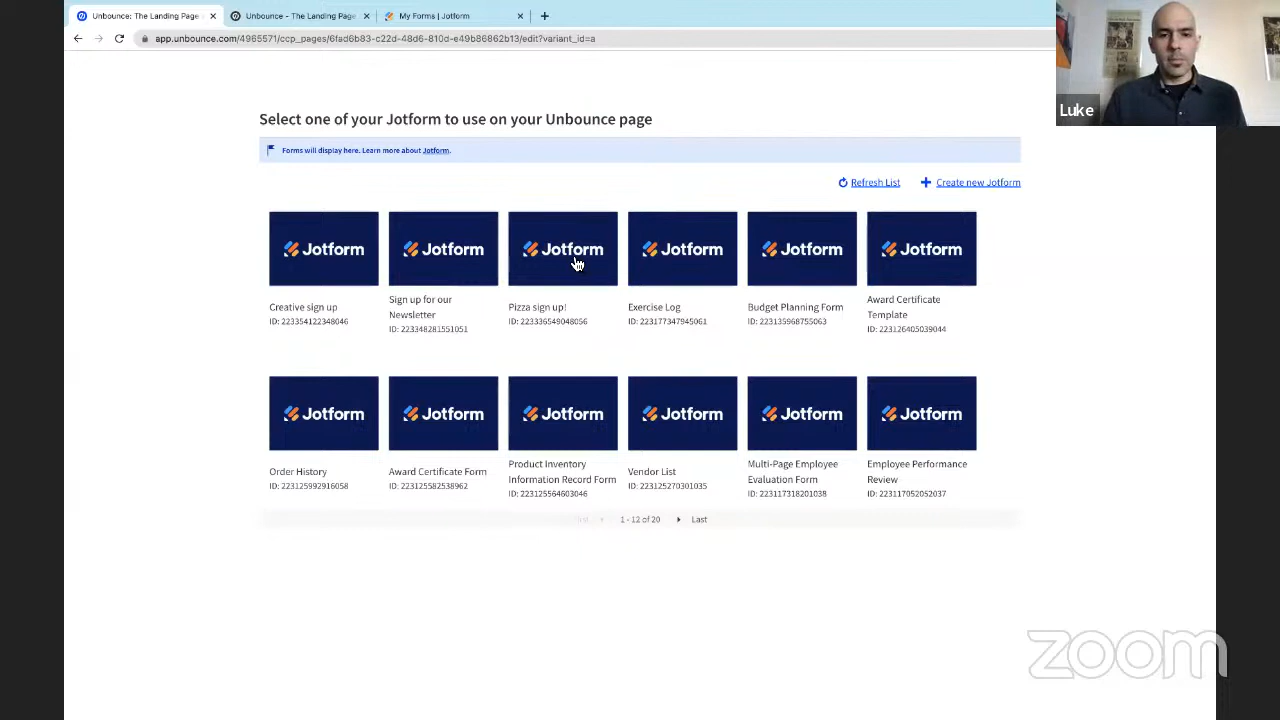 Unbounce: The Landing Page
Unbounce - The Landing Page
My Forms | Jotform
app.unbounce.com/4965571/ccp_pages/6fad6b83-c22d-48d6-810d-e49b86862b13/edit?variant_id=a
Luke
Select one of your Jotform to use on your Unbounce page
Forms will display here. Learn more about Jotform.
Refresh List
Create new Jotform
Jotform Jotform Jotform Jotform Jotform Jotform
Creative sign up
ID: 223354122348046
Sign up for our
Newsletter
ID: 223348281551051
Pizza sign up!
ID: 223336549048056
Exercise Log
ID: 223177347945061
Budget Planning Form
ID: 223135968755063
Award Certificate
Template
ID: 223126405039044
Jotform Jotform Jotform Jotform Jotform Jotform
Order History
ID: 223125992916058
Award Certificate Form
ID: 223125582538962
Product Inventory
Information Record Form
ID: 223125564603046
Vendor List
ID: 223125270301035
Multi-Page Employee
Evaluation Form
ID: 223117318201038
Employee Performance
Review
ID: 223117052052037
First 1 - 12 of 20 Last
zoom